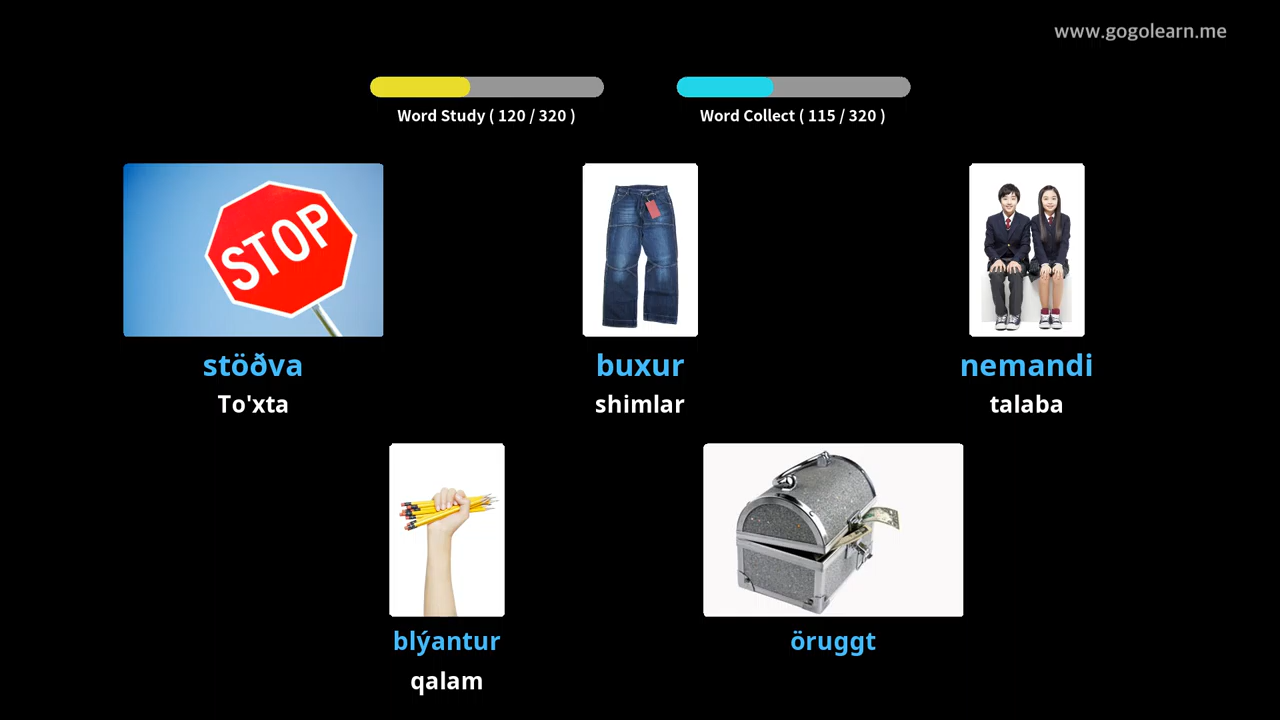 www.gogolearn.me
Word Study ( 120 / 320 )
Word Collect ( 115 / 320 )
STOP
stöðva
To'xta
buxur
shimlar
nemandi
talaba
blýantur
qalam
öruggt